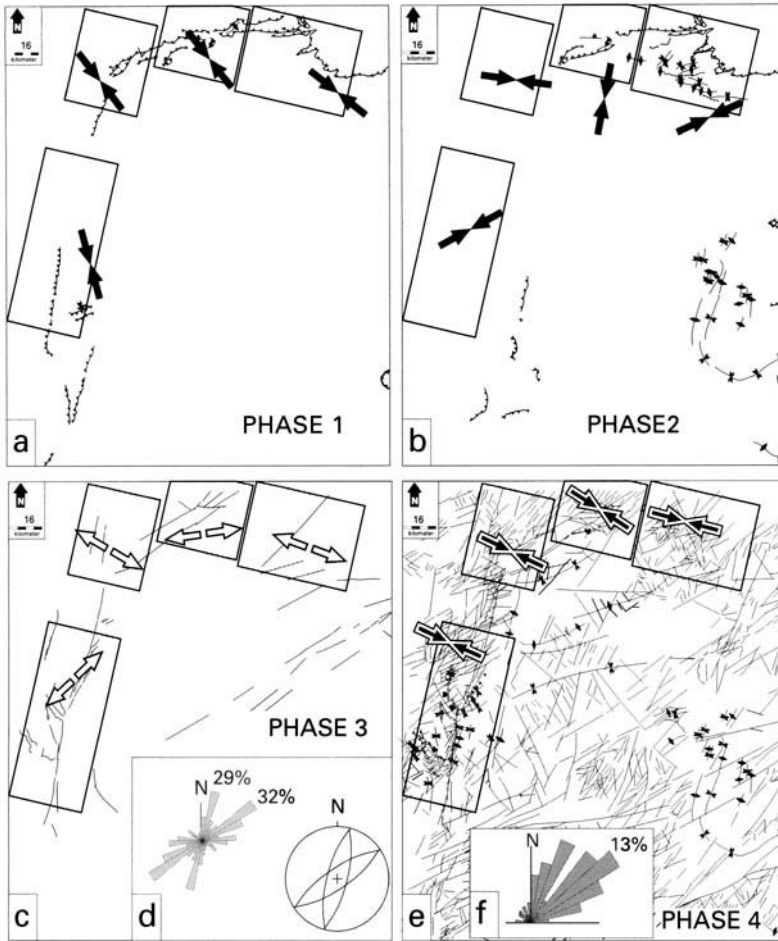 N
16
kilometer
a
PHASE 1
N
16
kilometer
b
PHASE2
N
16
kilometer
c
PHASE 3
d
N
29%
32%
N
N
16
kilometer
e
f
N
13%
PHASE 4